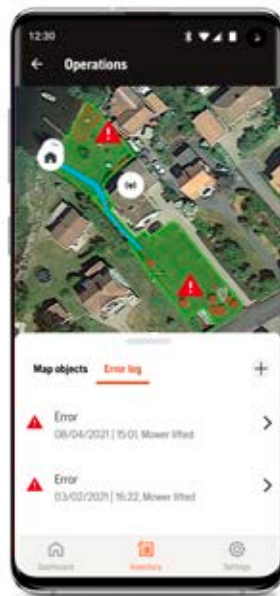 12:30
Operations
Map objects
Error log
Error
08/04/2021 | 15:01, Mower lifted
Error
03/02/2021 | 16:22, Mower lifted
Dashboard
Inventory
Settings